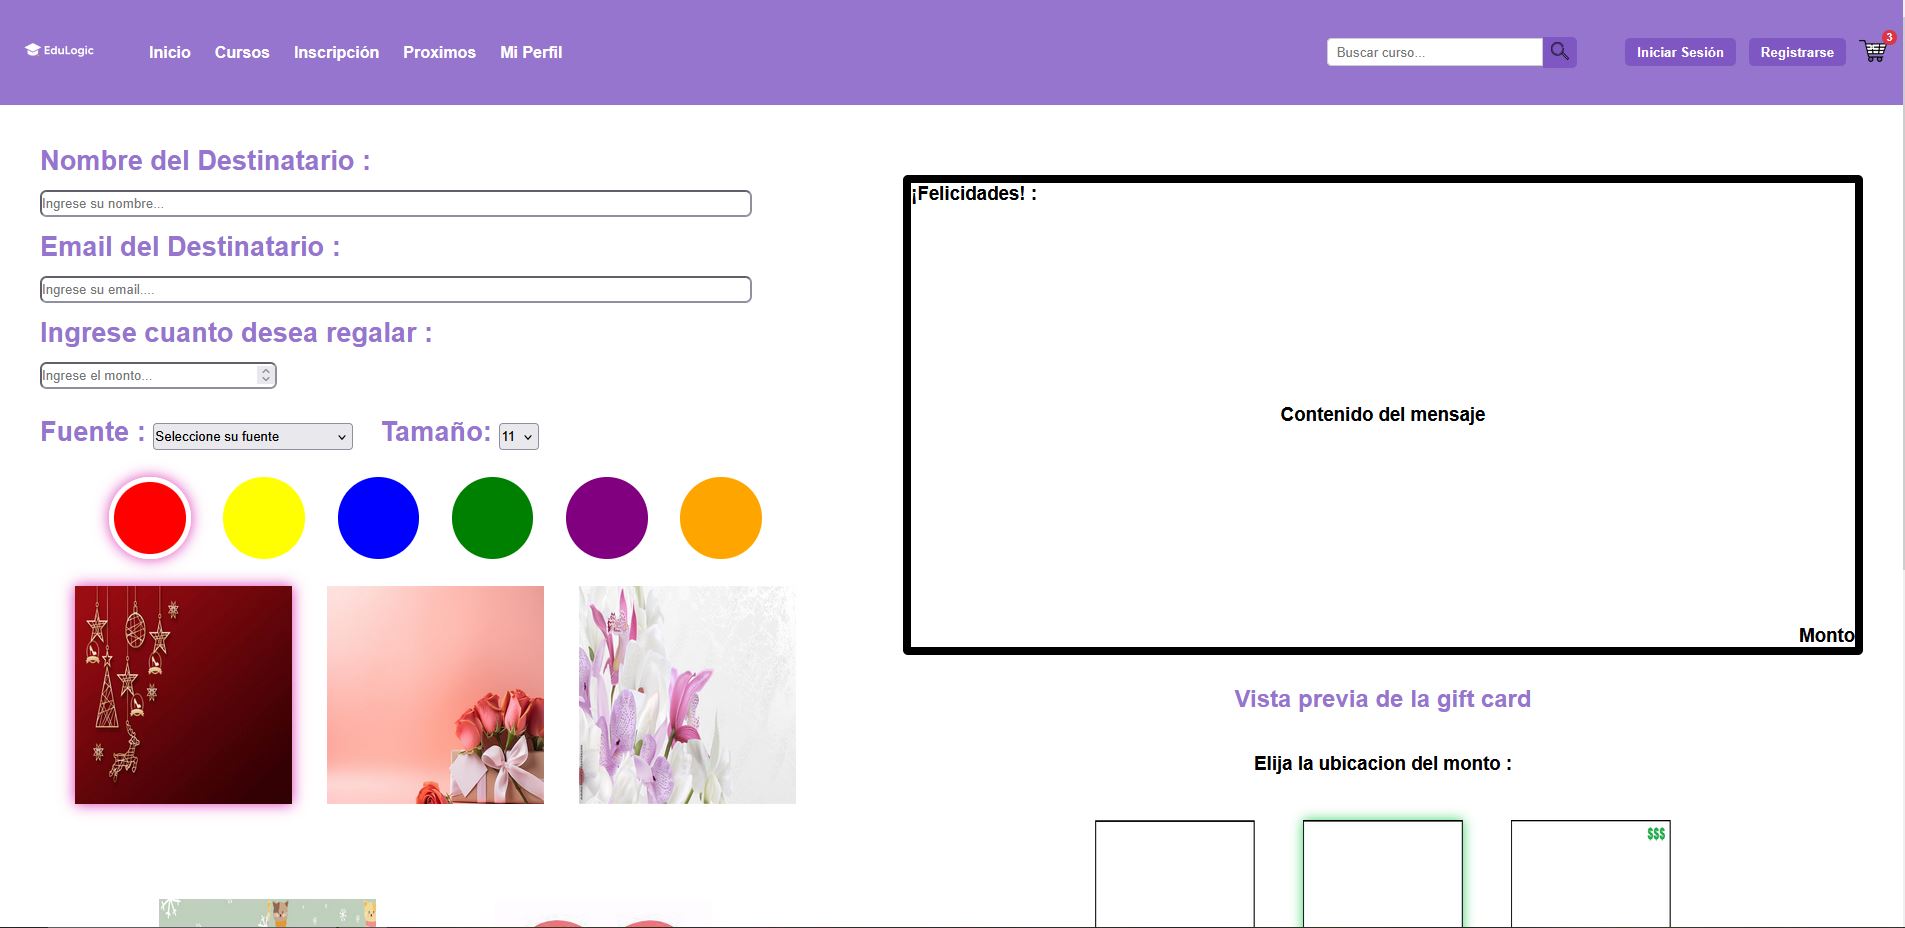 EduLogic
Inicio
Cursos
Inscripción
Proximos
Mi Perfil
Buscar curso...
Iniciar Sesión
Registrarse
3
Nombre del Destinatario :
Ingrese su nombre...
Email del Destinatario :
Ingrese su email....
Ingrese cuanto desea regalar :
Ingrese el monto...
Fuente :
Seleccione su fuente
Tamaño:
11
¡Felicidades! :
Contenido del mensaje
Monto
Vista previa de la gift card
Elija la ubicacion del monto :
$$$